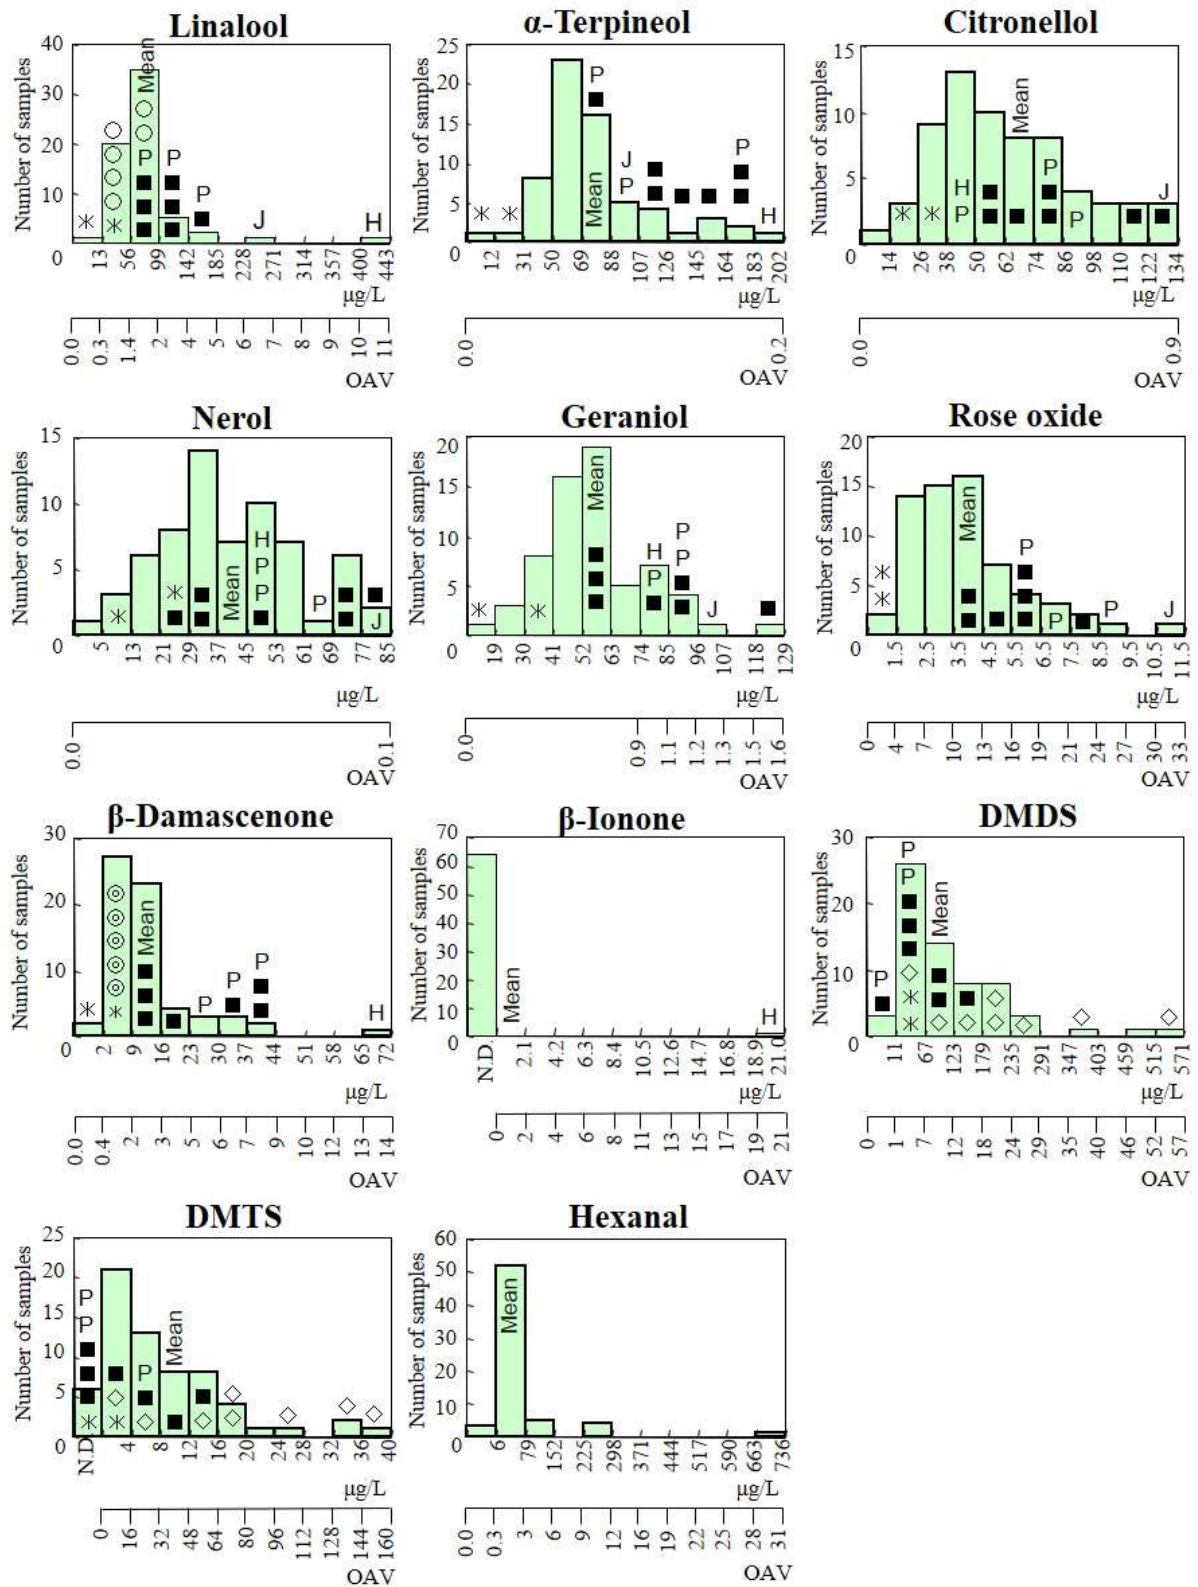 Linalool
Number of samples
40
30
20
10
0
Mean
P P
P
J
H
13 56 99 142 185 228 271 314 357 400 443
µg/L
0.0 0.3 1.4 2 4 5 6 7 8 9 10 11
OAV
α-Terpineol
Number of samples
25
20
15
10
5
0
P
Mean
J
P
P
H
12 31 50 69 88 107 126 145 164 183 202
µg/L
0.0 0.2
OAV
Citronellol
Number of samples
15
10
5
0
Mean
H
P
P
P
J
14 26 38 50 62 74 86 98 110 122 134
µg/L
0.0 0.9
OAV
Nerol
Number of samples
15
10
5
0
Mean
H
P
P
P
J
5 13 21 29 37 45 53 61 69 77 85
µg/L
0.0 0.1
OAV
Geraniol
Number of samples
20
15
10
5
0
Mean
H
P
P
P
J
19 30 41 52 63 74 85 96 107 118 129
µg/L
0.0 0.9 1.1 1.2 1.3 1.5 1.6
OAV
Rose oxide
Number of samples
20
15
10
5
0
Mean
P
P
P
J
1.5 2.5 3.5 4.5 5.5 6.5 7.5 8.5 9.5 10.5 11.5
µg/L
0 4 7 10 13 16 19 21 24 27 30 33
OAV
β-Damascenone
Number of samples
30
20
10
0
Mean
P
P
P
H
2 9 16 23 30 37 44 51 58 65 72
µg/L
0.0 0.4 2 3 5 6 7 9 10 12 13 14
OAV
β-Ionone
Number of samples
70
60
50
40
30
20
10
0
Mean
H
N.D. 2.1 4.2 6.3 8.4 10.5 12.6 14.7 16.8 18.9 21.0
µg/L
0 2 4 6 8 11 13 15 17 19 21
OAV
DMDS
Number of samples
30
20
10
0
P
P
P
Mean
11 67 123 179 235 291 347 403 459 515 571
µg/L
0 1 7 12 18 24 29 35 40 46 52 57
OAV
DMTS
Number of samples
25
20
15
10
5
0
P
P
P
Mean
N.D. 4 8 12 16 20 24 28 32 36 40
µg/L
0 16 32 48 64 80 96 112 128 144 160
OAV
Hexanal
Number of samples
60
50
40
30
20
10
0
Mean
6 79 152 225 298 371 444 517 590 663 736
µg/L
0.0 0.3 3 6 9 12 16 19 22 25 28 31
OAV